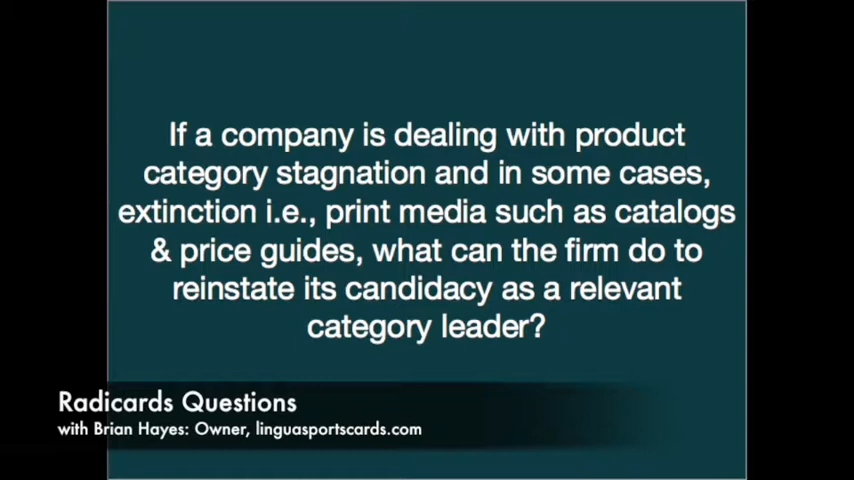 If a company is dealing with product
category stagnation and in some cases,
extinction i.e., print media such as catalogs
& price guides, what can the firm do to
reinstate its candidacy as a relevant
category leader?
Radicards Questions
with Brian Hayes: Owner, linguasportscards.com